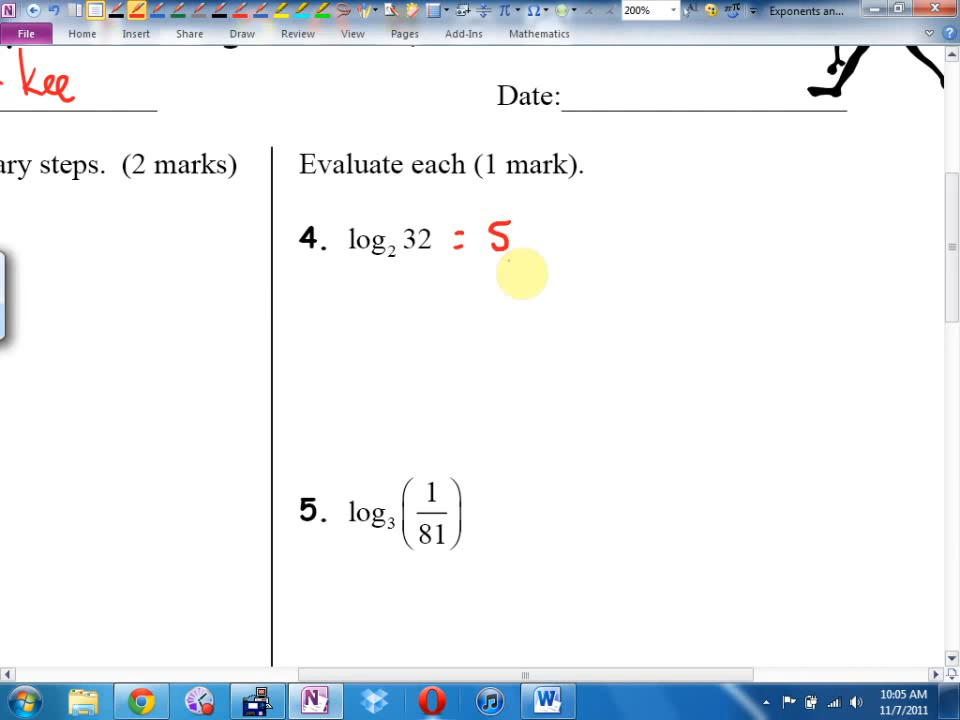 200%
Exponents an...
File Home Insert Share Draw Review View Pages Add-Ins Mathematics
kee
Date:
ary steps. (2 marks)
Evaluate each (1 mark).
4. log₂ 32 = 5
5. log₃ (1/81)
10:05 AM
11/7/2011